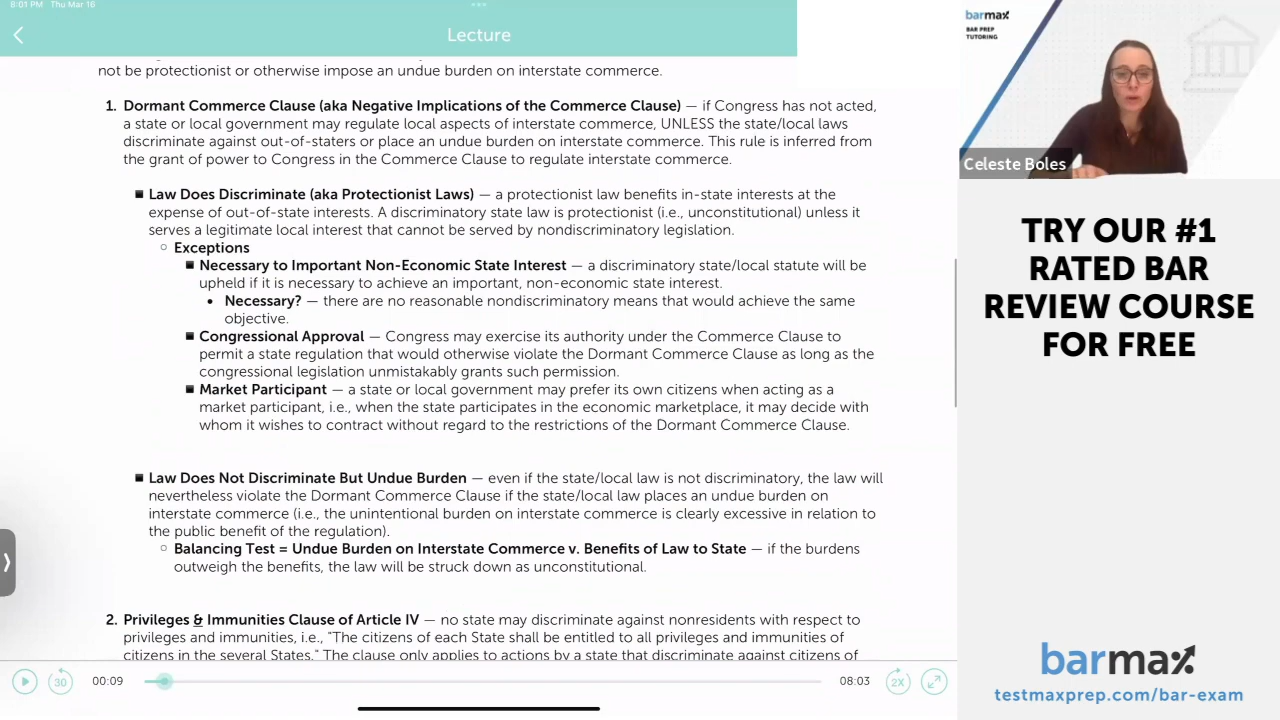 8:01 PM Thu Mar 16
Lecture
not be protectionist or otherwise impose an undue burden on interstate commerce.
1. Dormant Commerce Clause (aka Negative Implications of the Commerce Clause) — if Congress has not acted,
a state or local government may regulate local aspects of interstate commerce, UNLESS the state/local laws
discriminate against out-of-staters or place an undue burden on interstate commerce. This rule is inferred from
the grant of power to Congress in the Commerce Clause to regulate interstate commerce.
■ Law Does Discriminate (aka Protectionist Laws) — a protectionist law benefits in-state interests at the
expense of out-of-state interests. A discriminatory state law is protectionist (i.e., unconstitutional) unless it
serves a legitimate local interest that cannot be served by nondiscriminatory legislation.
○ Exceptions
■ Necessary to Important Non-Economic State Interest — a discriminatory state/local statute will be
upheld if it is necessary to achieve an important, non-economic state interest.
• Necessary? — there are no reasonable nondiscriminatory means that would achieve the same
objective.
■ Congressional Approval — Congress may exercise its authority under the Commerce Clause to
permit a state regulation that would otherwise violate the Dormant Commerce Clause as long as the
congressional legislation unmistakably grants such permission.
■ Market Participant — a state or local government may prefer its own citizens when acting as a
market participant, i.e., when the state participates in the economic marketplace, it may decide with
whom it wishes to contract without regard to the restrictions of the Dormant Commerce Clause.
■ Law Does Not Discriminate But Undue Burden — even if the state/local law is not discriminatory, the law will
nevertheless violate the Dormant Commerce Clause if the state/local law places an undue burden on
interstate commerce (i.e., the unintentional burden on interstate commerce is clearly excessive in relation to
the public benefit of the regulation).
○ Balancing Test = Undue Burden on Interstate Commerce v. Benefits of Law to State — if the burdens
outweigh the benefits, the law will be struck down as unconstitutional.
2. Privileges & Immunities Clause of Article IV — no state may discriminate against nonresidents with respect to
privileges and immunities, i.e., "The citizens of each State shall be entitled to all privileges and immunities of
citizens in the several States." The clause only applies to actions by a state that discriminate against citizens of
30
00:09
08:03
2X
barmax
BAR PREP
TUTORING
Celeste Boles
TRY OUR #1
RATED BAR
REVIEW COURSE
FOR FREE
barmax
testmaxprep.com/bar-exam